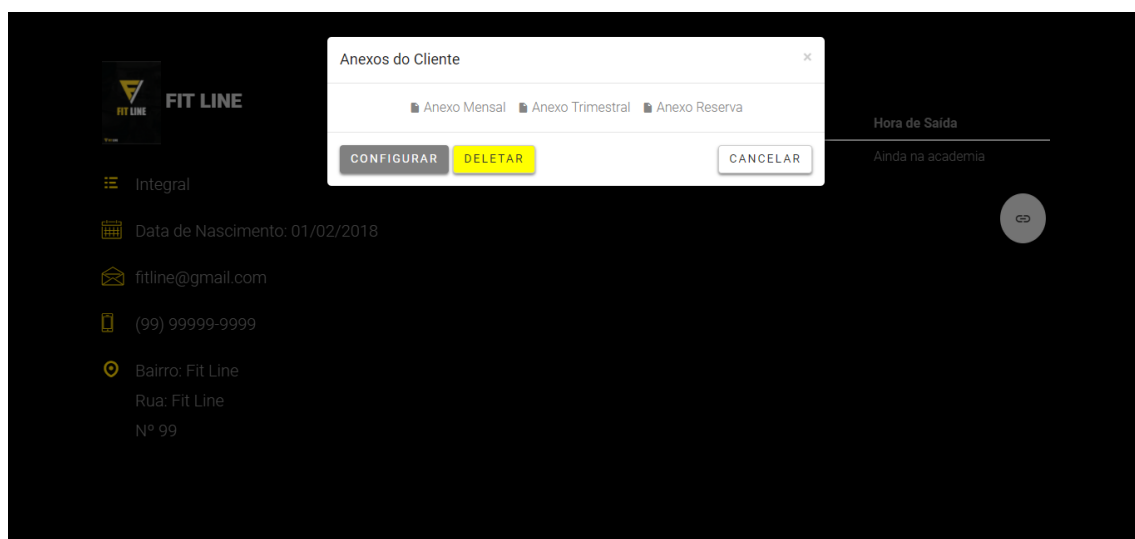 Anexos do Cliente ×
Anexo Mensal Anexo Trimestral Anexo Reserva
CONFIGURAR DELETAR CANCELAR
FIT LINE
FIT LINE
Hora de Saída
Ainda na academia
Integral
Data de Nascimento: 01/02/2018
fitline@gmail.com
(99) 99999-9999
Bairro: Fit Line
Rua: Fit Line
Nº 99